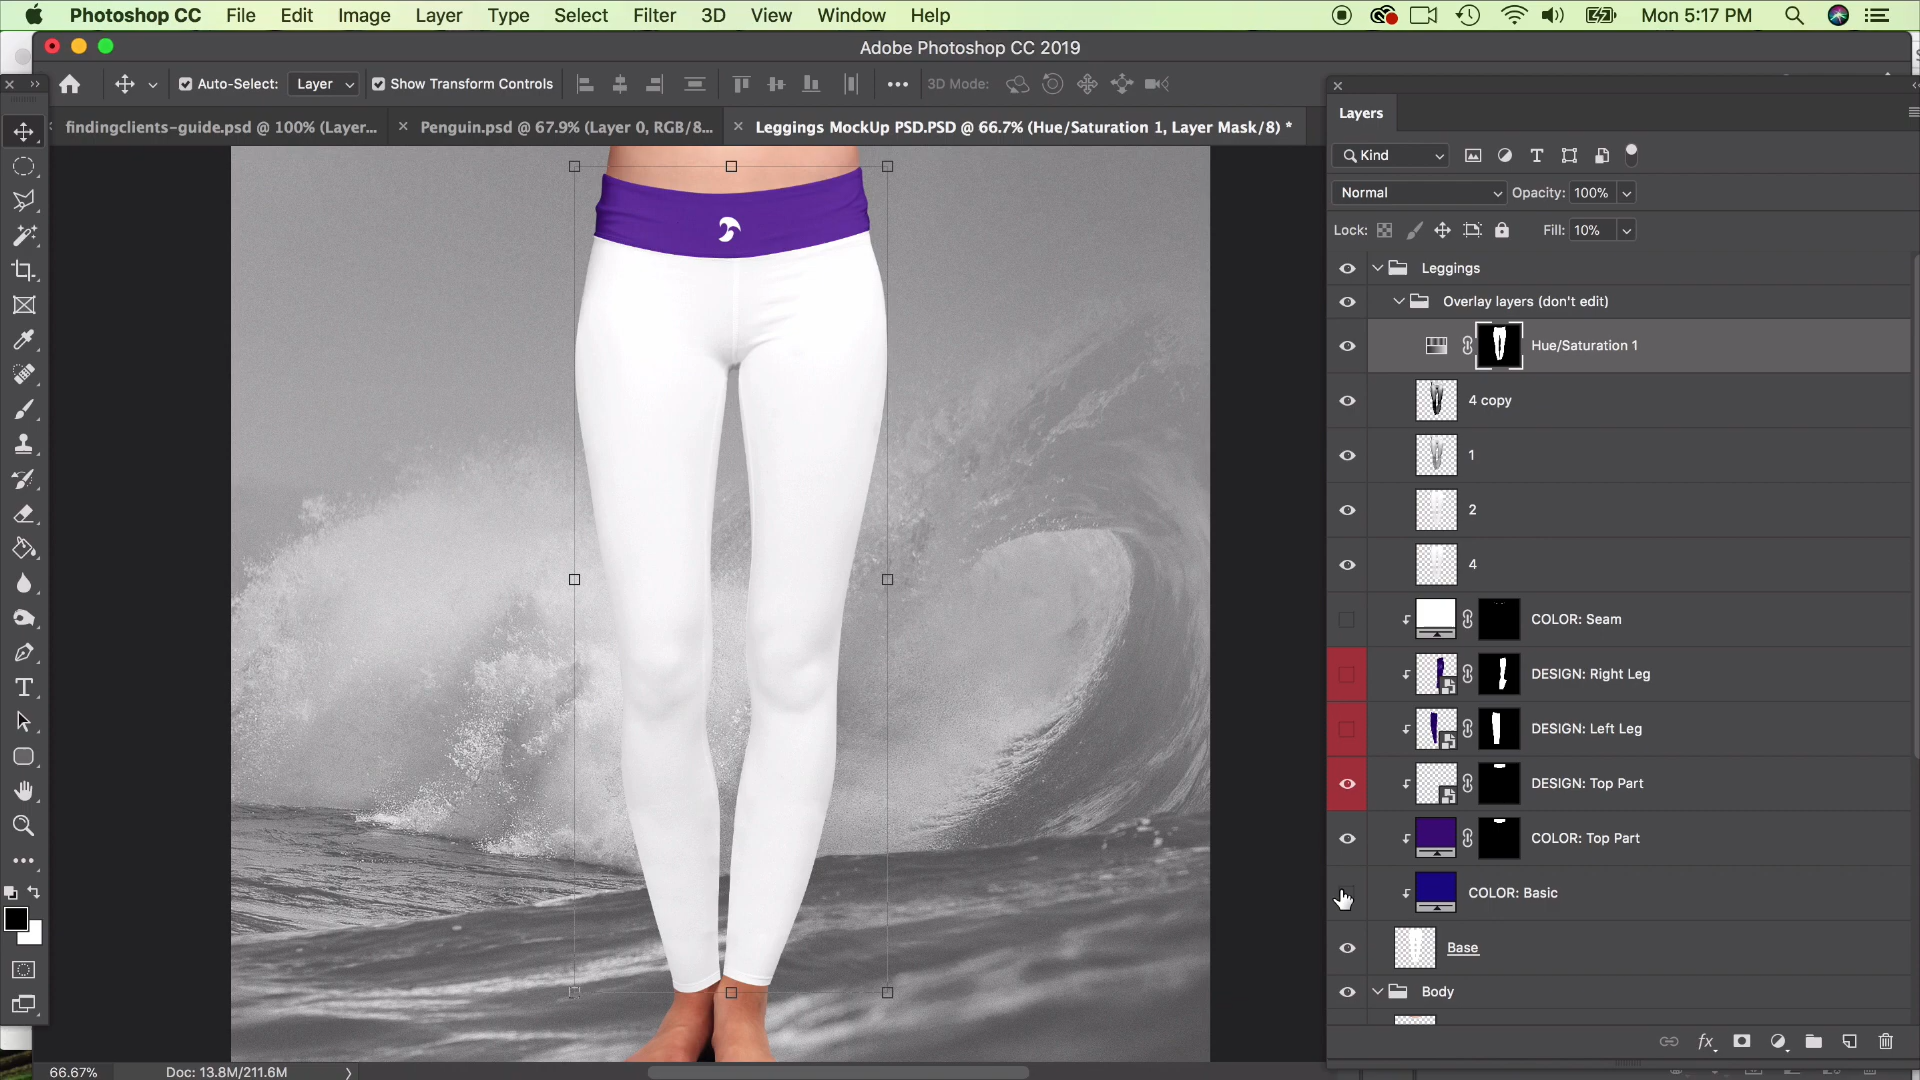 Photoshop CC File Edit Image Layer Type Select Filter 3D View Window Help Mon 5:17 PM
Adobe Photoshop CC 2019
Auto-Select: Layer Show Transform Controls 3D Mode:
findingclients-guide.psd @ 100% (Layer... Penguin.psd @ 67.9% (Layer 0, RGB/8... Leggings MockUp PSD.PSD @ 66.7% (Hue/Saturation 1, Layer Mask/8) *
Layers
Kind
Normal Opacity: 100%
Lock: Fill: 10%
Leggings
Overlay layers (don't edit)
Hue/Saturation 1
4 copy
1
2
4
COLOR: Seam
DESIGN: Right Leg
DESIGN: Left Leg
DESIGN: Top Part
COLOR: Top Part
COLOR: Basic
Base
Body
fx
66.67% Doc: 13.8M/211.6M